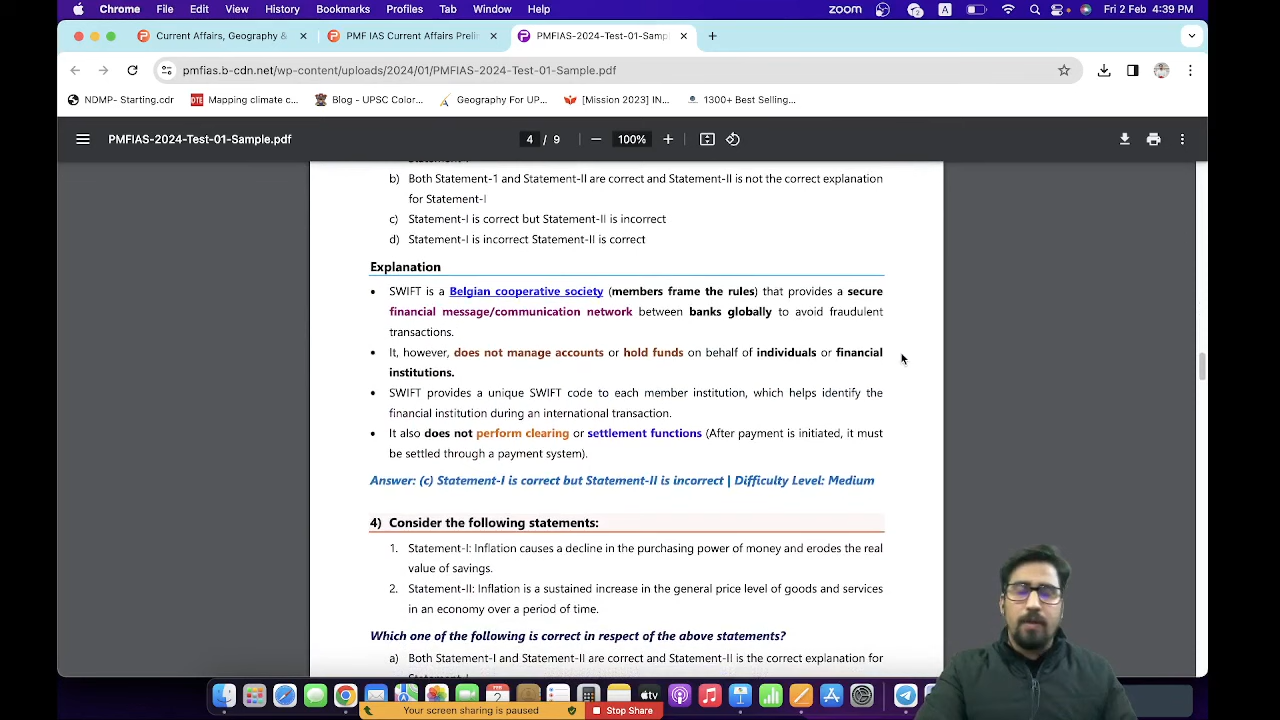 Chrome File Edit View History Bookmarks Profiles Tab Window Help zoom A Fri 2 Feb 4:39 PM
Current Affairs, Geography & PMF IAS Current Affairs Prelim PMFIAS-2024-Test-01-Samp
pmfias.b-cdn.net/wp-content/uploads/2024/01/PMFIAS-2024-Test-01-Sample.pdf
NDMP- Starting.cdr DTE Mapping climate c... Blog - UPSC Color... Geography For UP... [Mission 2023] IN... 1300+ Best Selling...
PMFIAS-2024-Test-01-Sample.pdf 4 / 9 100%
b) Both Statement-1 and Statement-II are correct and Statement-II is not the correct explanation
for Statement-I
c) Statement-I is correct but Statement-II is incorrect
d) Statement-I is incorrect Statement-II is correct
Explanation
• SWIFT is a Belgian cooperative society (members frame the rules) that provides a secure
financial message/communication network between banks globally to avoid fraudulent
transactions.
• It, however, does not manage accounts or hold funds on behalf of individuals or financial
institutions.
• SWIFT provides a unique SWIFT code to each member institution, which helps identify the
financial institution during an international transaction.
• It also does not perform clearing or settlement functions (After payment is initiated, it must
be settled through a payment system).
Answer: (c) Statement-I is correct but Statement-II is incorrect | Difficulty Level: Medium
4) Consider the following statements:
1. Statement-I: Inflation causes a decline in the purchasing power of money and erodes the real
value of savings.
2. Statement-II: Inflation is a sustained increase in the general price level of goods and services
in an economy over a period of time.
Which one of the following is correct in respect of the above statements?
a) Both Statement-I and Statement-II are correct and Statement-II is the correct explanation for
tv
Your screen sharing is paused Stop Share